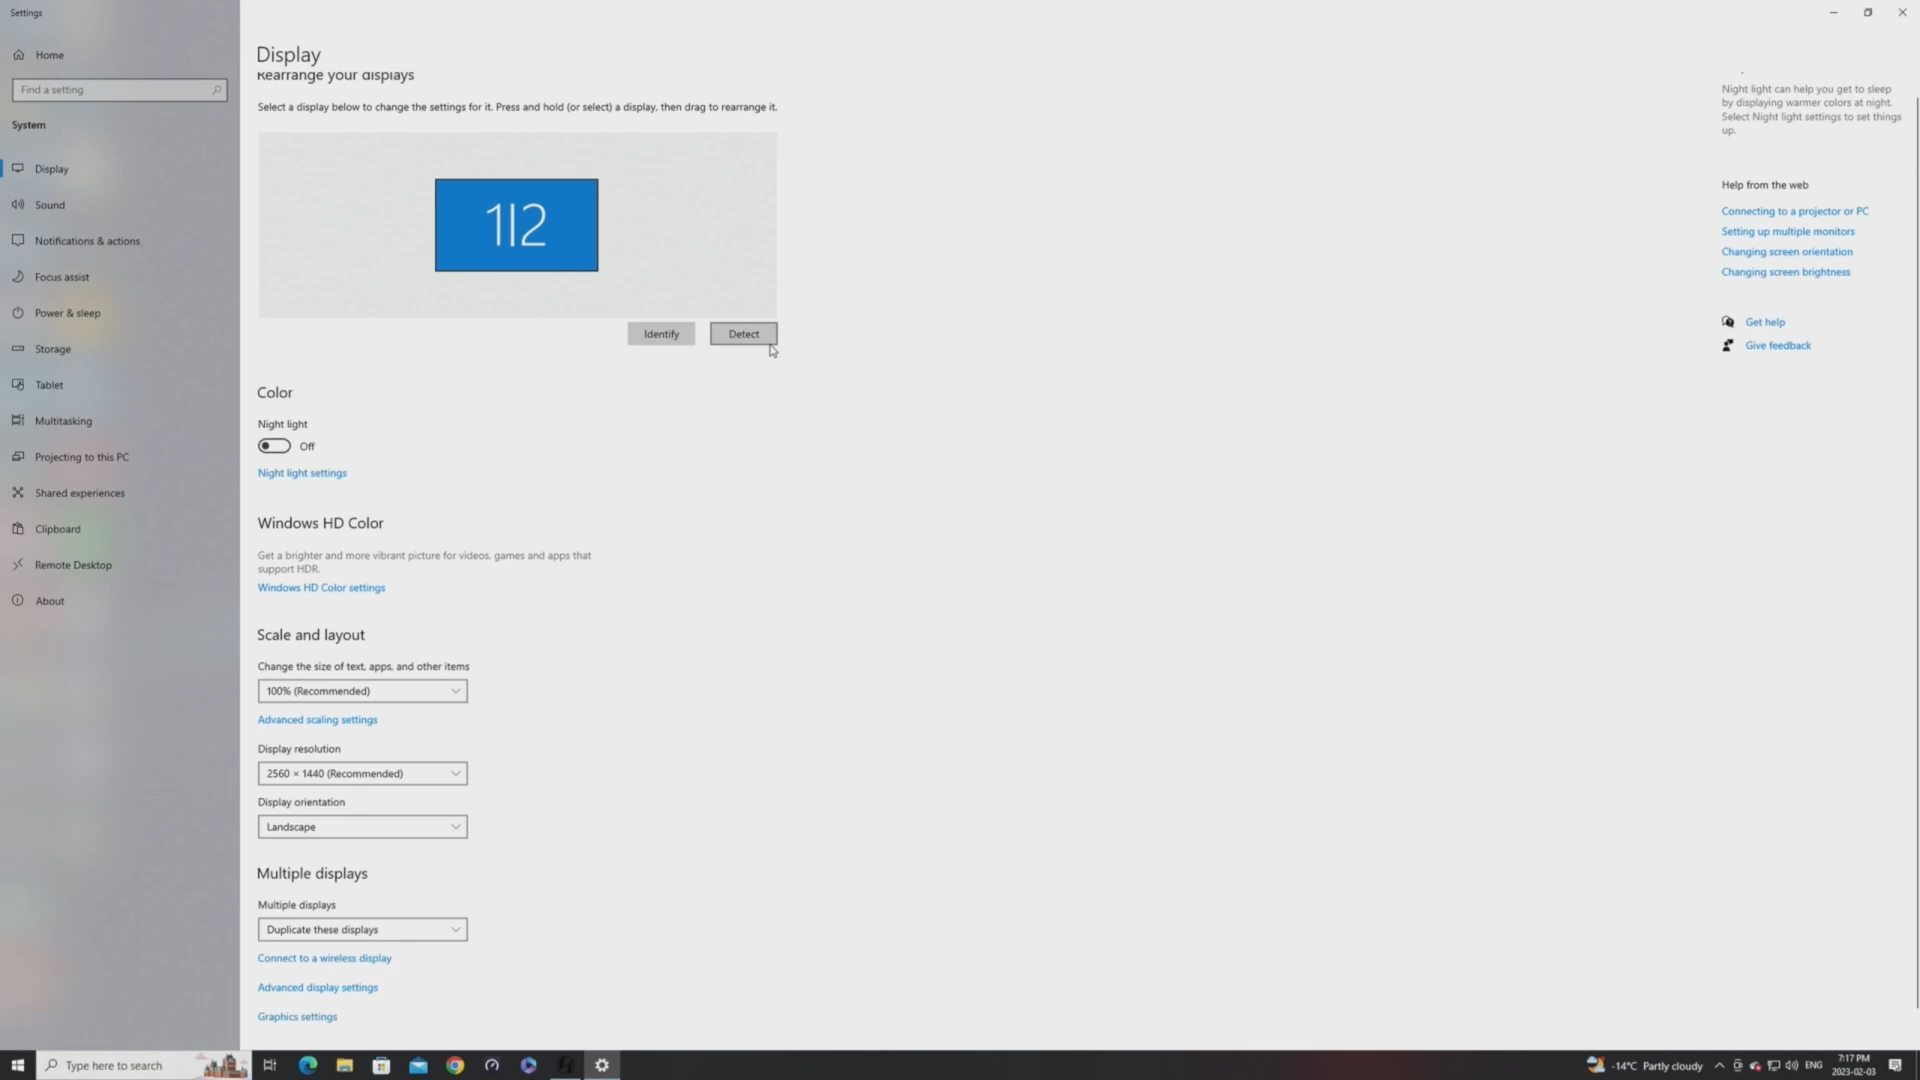 Settings
Home
Find a setting
System
Display
Sound
Notifications & actions
Focus assist
Power & sleep
Storage
Tablet
Multitasking
Projecting to this PC
Shared experiences
Clipboard
Remote Desktop
About
Display
Rearrange your displays
Select a display below to change the settings for it. Press and hold (or select) a display, then drag to rearrange it.
1|2
Identify
Detect
Color
Night light
Off
Night light settings
Windows HD Color
Get a brighter and more vibrant picture for videos, games and apps that
support HDR.
Windows HD Color settings
Scale and layout
Change the size of text, apps, and other items
100% (Recommended)
Advanced scaling settings
Display resolution
2560 × 1440 (Recommended)
Display orientation
Landscape
Multiple displays
Multiple displays
Duplicate these displays
Connect to a wireless display
Advanced display settings
Graphics settings
Night light can help you get to sleep
by displaying warmer colors at night.
Select Night light settings to set things
up.
Help from the web
Connecting to a projector or PC
Setting up multiple monitors
Changing screen orientation
Changing screen brightness
Get help
Give feedback
Type here to search
-14°C Partly cloudy
ENG
7:17 PM
2023-02-03